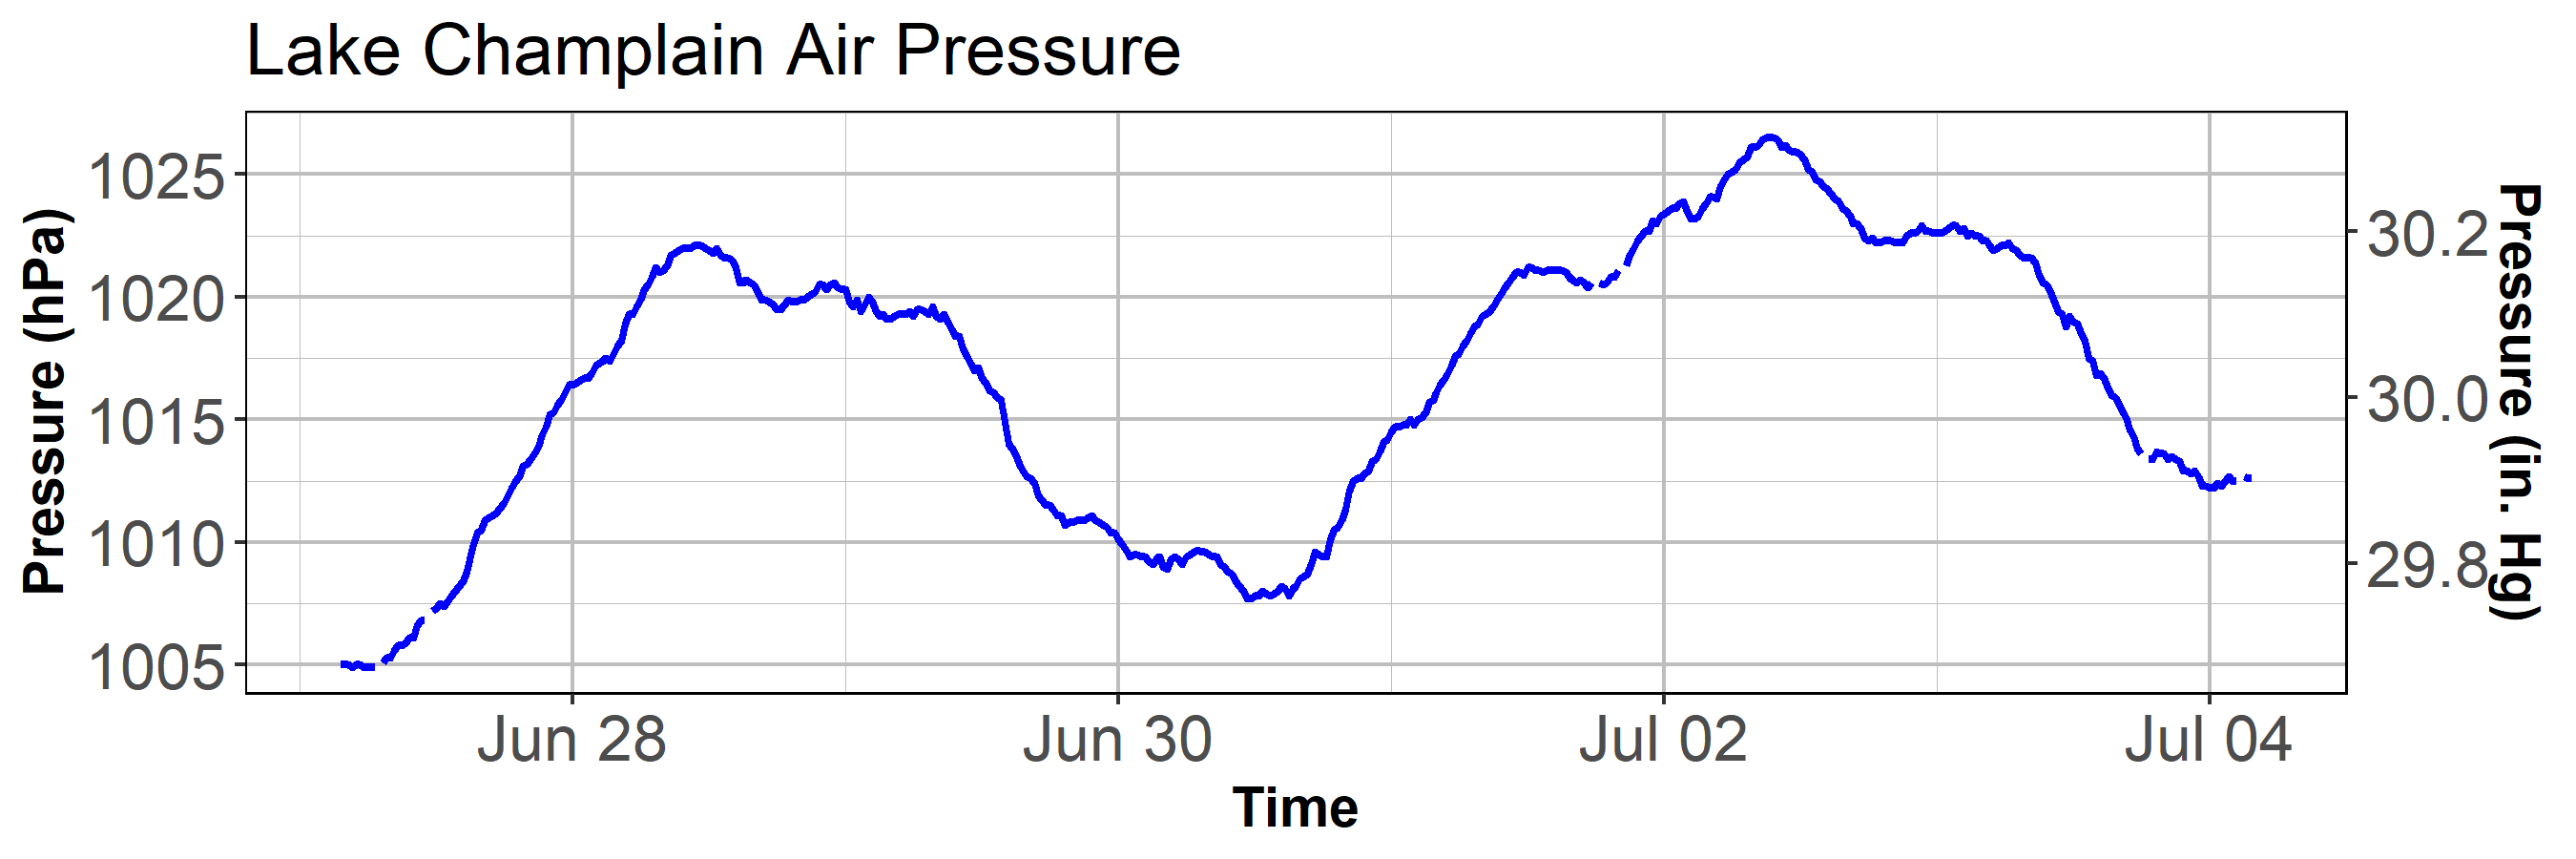 Lake Champlain Air Pressure
Pressure (hPa)
1025
1020
1015
1010
1005
30.2
30.0
29.8
Pressure (in. Hg)
Jun 28
Jun 30
Jul 02
Jul 04
Time